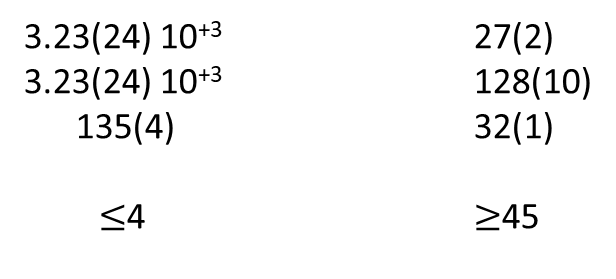 3.23(24) 10⁺³ 27(2)
3.23(24) 10⁺³ 128(10)
135(4) 32(1)
≤4 ≥45